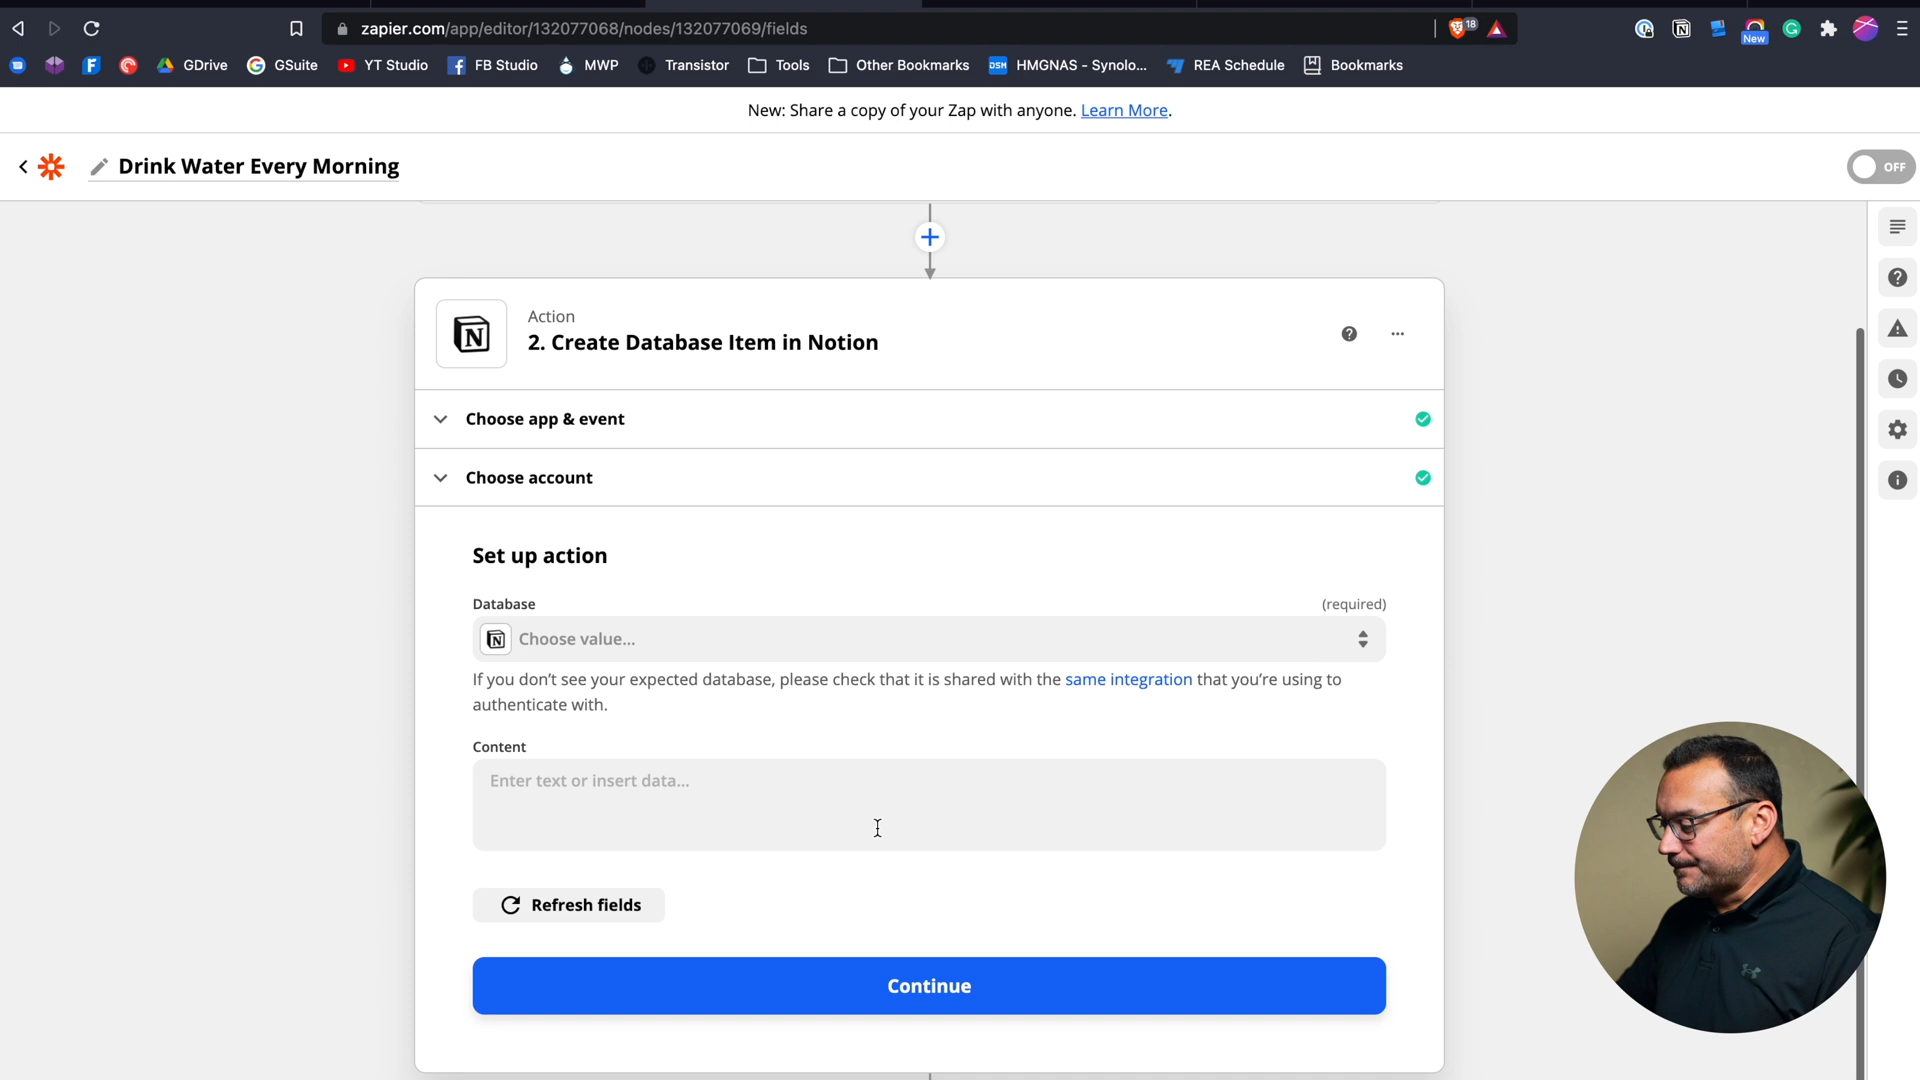 zapier.com/app/editor/132077068/nodes/132077069/fields
18
New
GDrive
GSuite
YT Studio
FB Studio
MWP
Transistor
Tools
Other Bookmarks
DSM
HMGNAS - Synolo...
REA Schedule
Bookmarks
New: Share a copy of your Zap with anyone. Learn More.
Drink Water Every Morning
OFF
Action
2. Create Database Item in Notion
Choose app & event
Choose account
Set up action
Database
(required)
Choose value...
If you don't see your expected database, please check that it is shared with the same integration that you're using to
authenticate with.
Content
Enter text or insert data...
Refresh fields
Continue